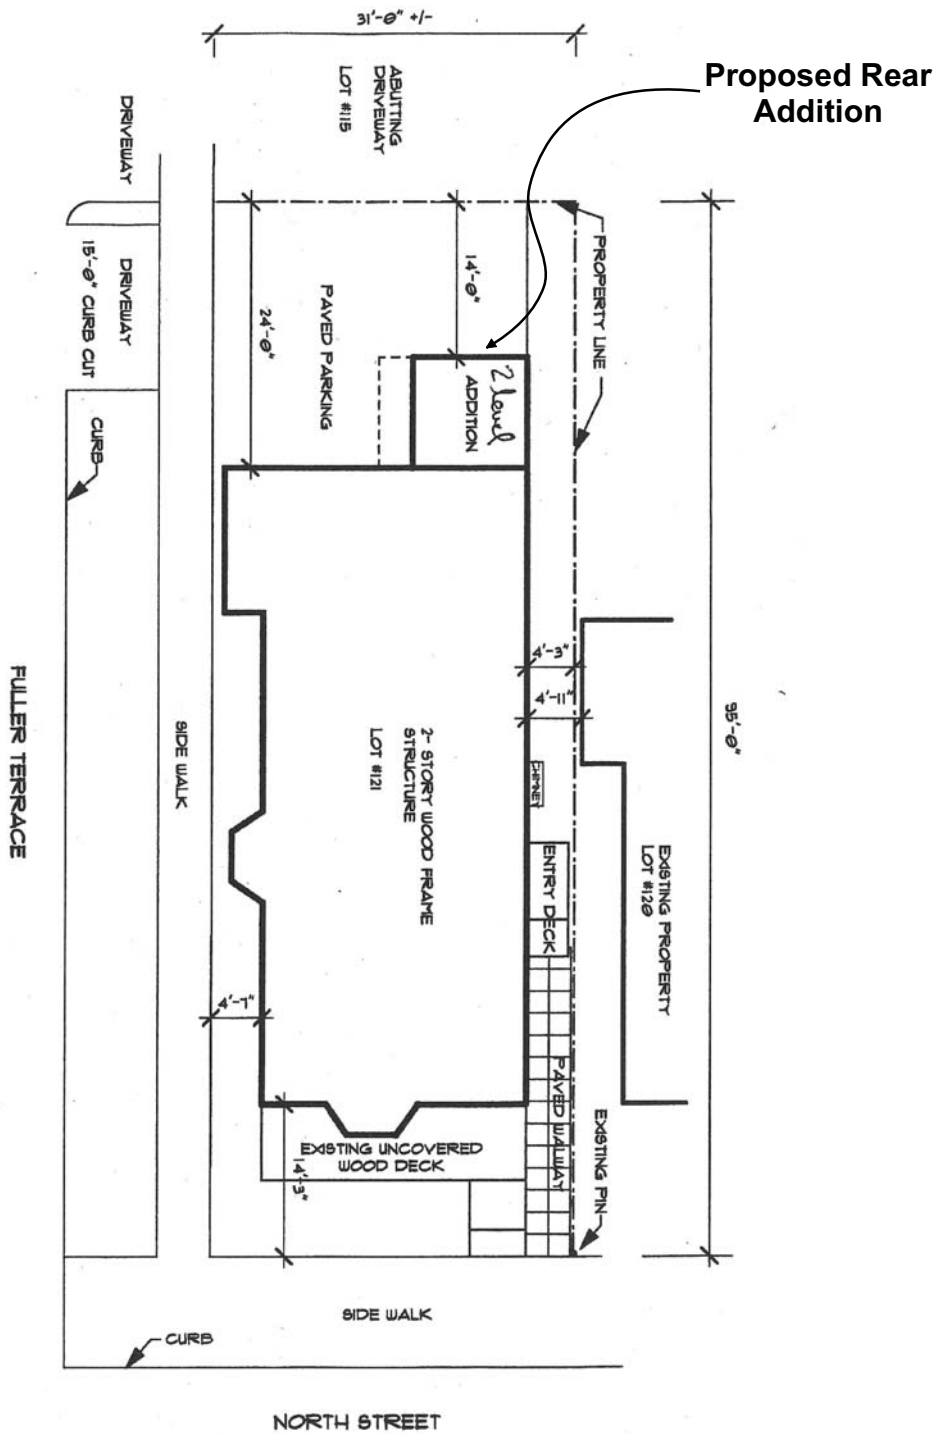 31'-0" +/-
Proposed Rear
Addition
ABUTTING
DRIVEWAY
LOT #115
DRIVEWAY
DRIVEWAY
15'-0" CURB CUT
PROPERTY LINE
14'-0"
24'-0"
PAVED PARKING
2 level
ADDITION
CURB
4'-3"
4'-11"
95'-0"
FULLER TERRACE
SIDE WALK
2- STORY WOOD FRAME
STRUCTURE
LOT #121
CHIMNEY
ENTRY DECK
EXISTING PROPERTY
LOT #120
4'-7"
PAVED WALWAY
EXISTING PIN
EXISTING UNCOVERED
WOOD DECK
14'-3"
SIDE WALK
CURB
NORTH STREET